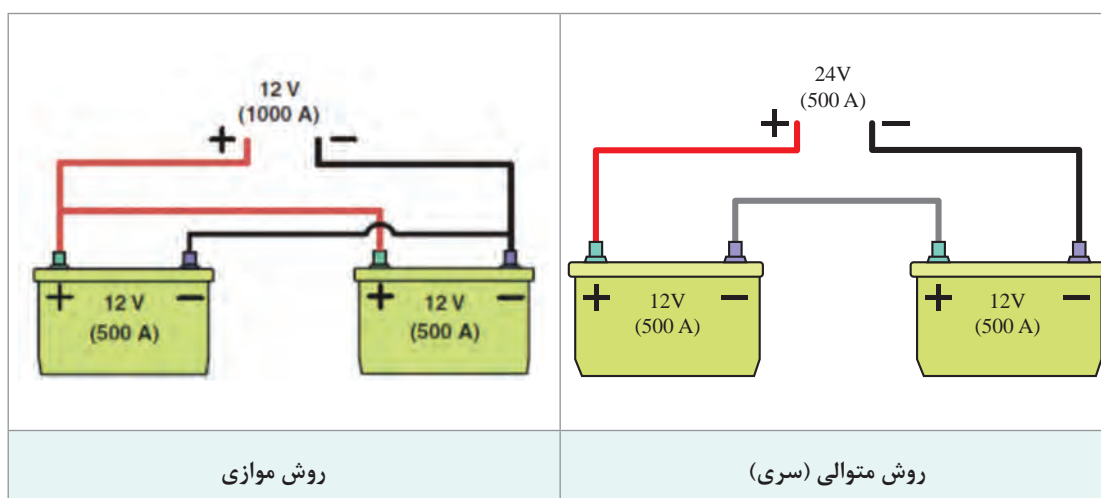 24V
(500 A)
+ −
+ 12V −
(500 A)
+ 12V −
(500 A)
روش متوالی (سری)
12 V
(1000 A)
+ −
+ 12 V −
(500 A)
+ 12 V −
(500 A)
روش موازی